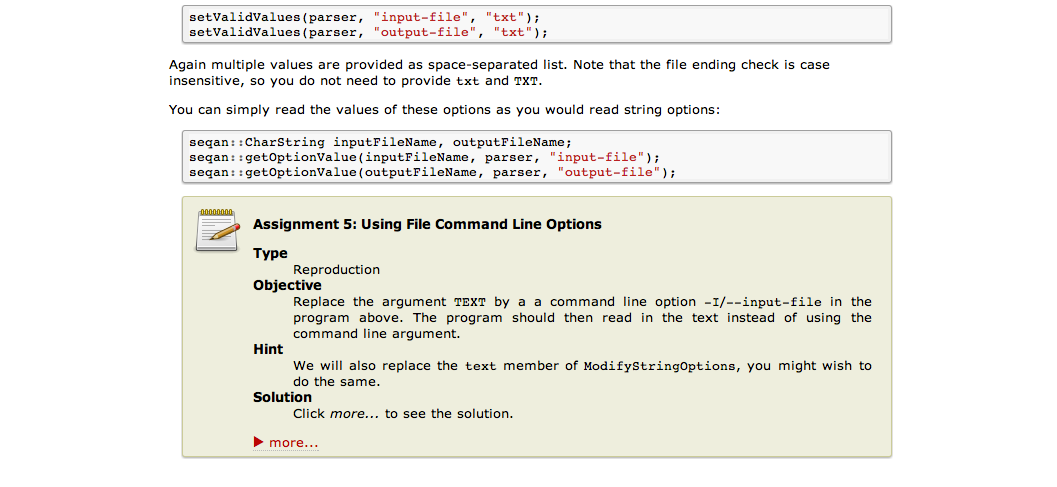 setValidValues(parser, "input-file", "txt");
setValidValues(parser, "output-file", "txt");
Again multiple values are provided as space-separated list. Note that the file ending check is case
insensitive, so you do not need to provide txt and TXT.
You can simply read the values of these options as you would read string options:
seqan::CharString inputFileName, outputFileName;
seqan::getOptionValue(inputFileName, parser, "input-file");
seqan::getOptionValue(outputFileName, parser, "output-file");
Assignment 5: Using File Command Line Options
Type
Reproduction
Objective
Replace the argument TEXT by a a command line option -I/--input-file in the
program above. The program should then read in the text instead of using the
command line argument.
Hint
We will also replace the text member of ModifyStringOptions, you might wish to
do the same.
Solution
Click more... to see the solution.
more...